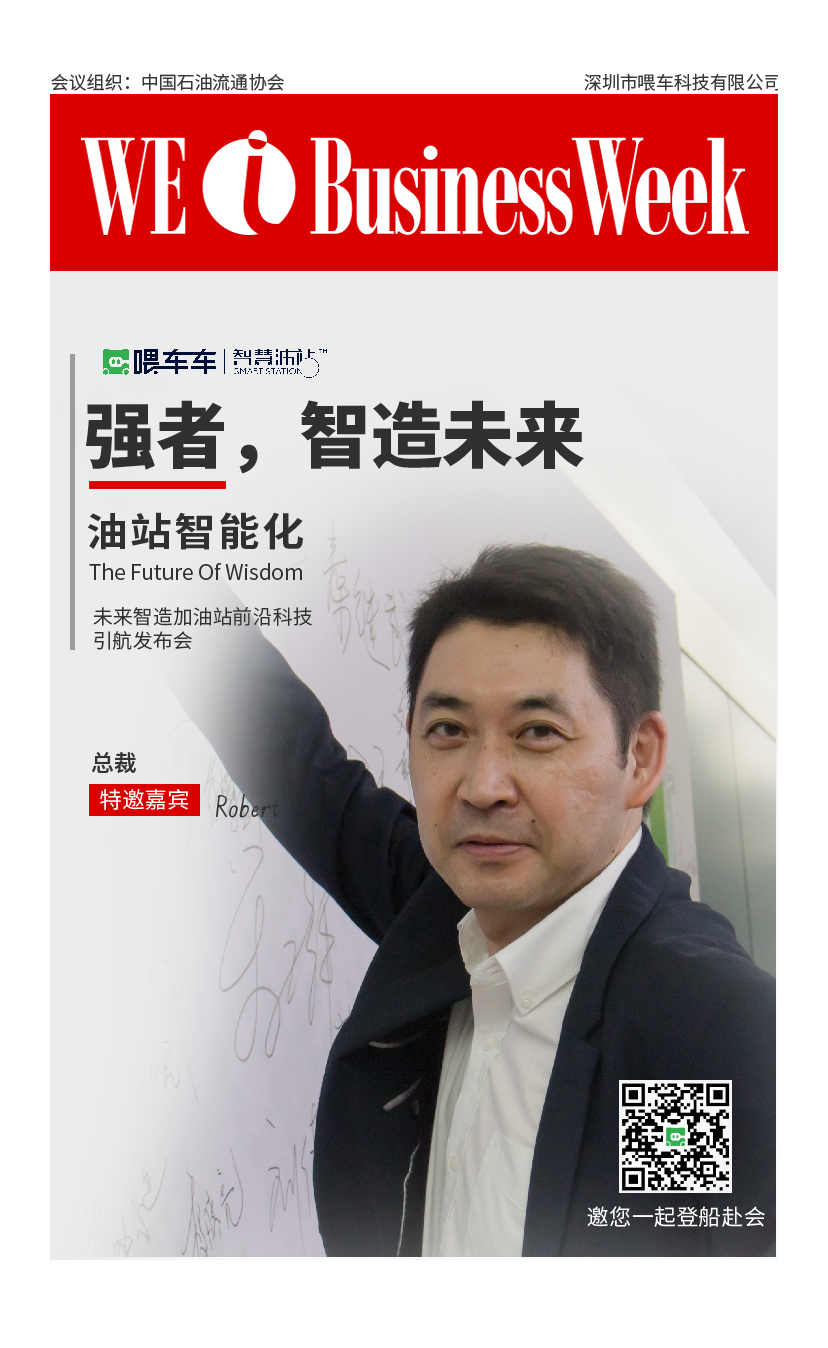 会议组织：中国石油流通协会
深圳市喂车科技有限公司
WE i BusinessWeek
喂车车 智慧油站 TM
SMART STATION
强者，智造未来
油站智能化
The Future Of Wisdom
未来智造加油站前沿科技
引航发布会
总裁
特邀嘉宾 Robert
邀您一起登船赴会